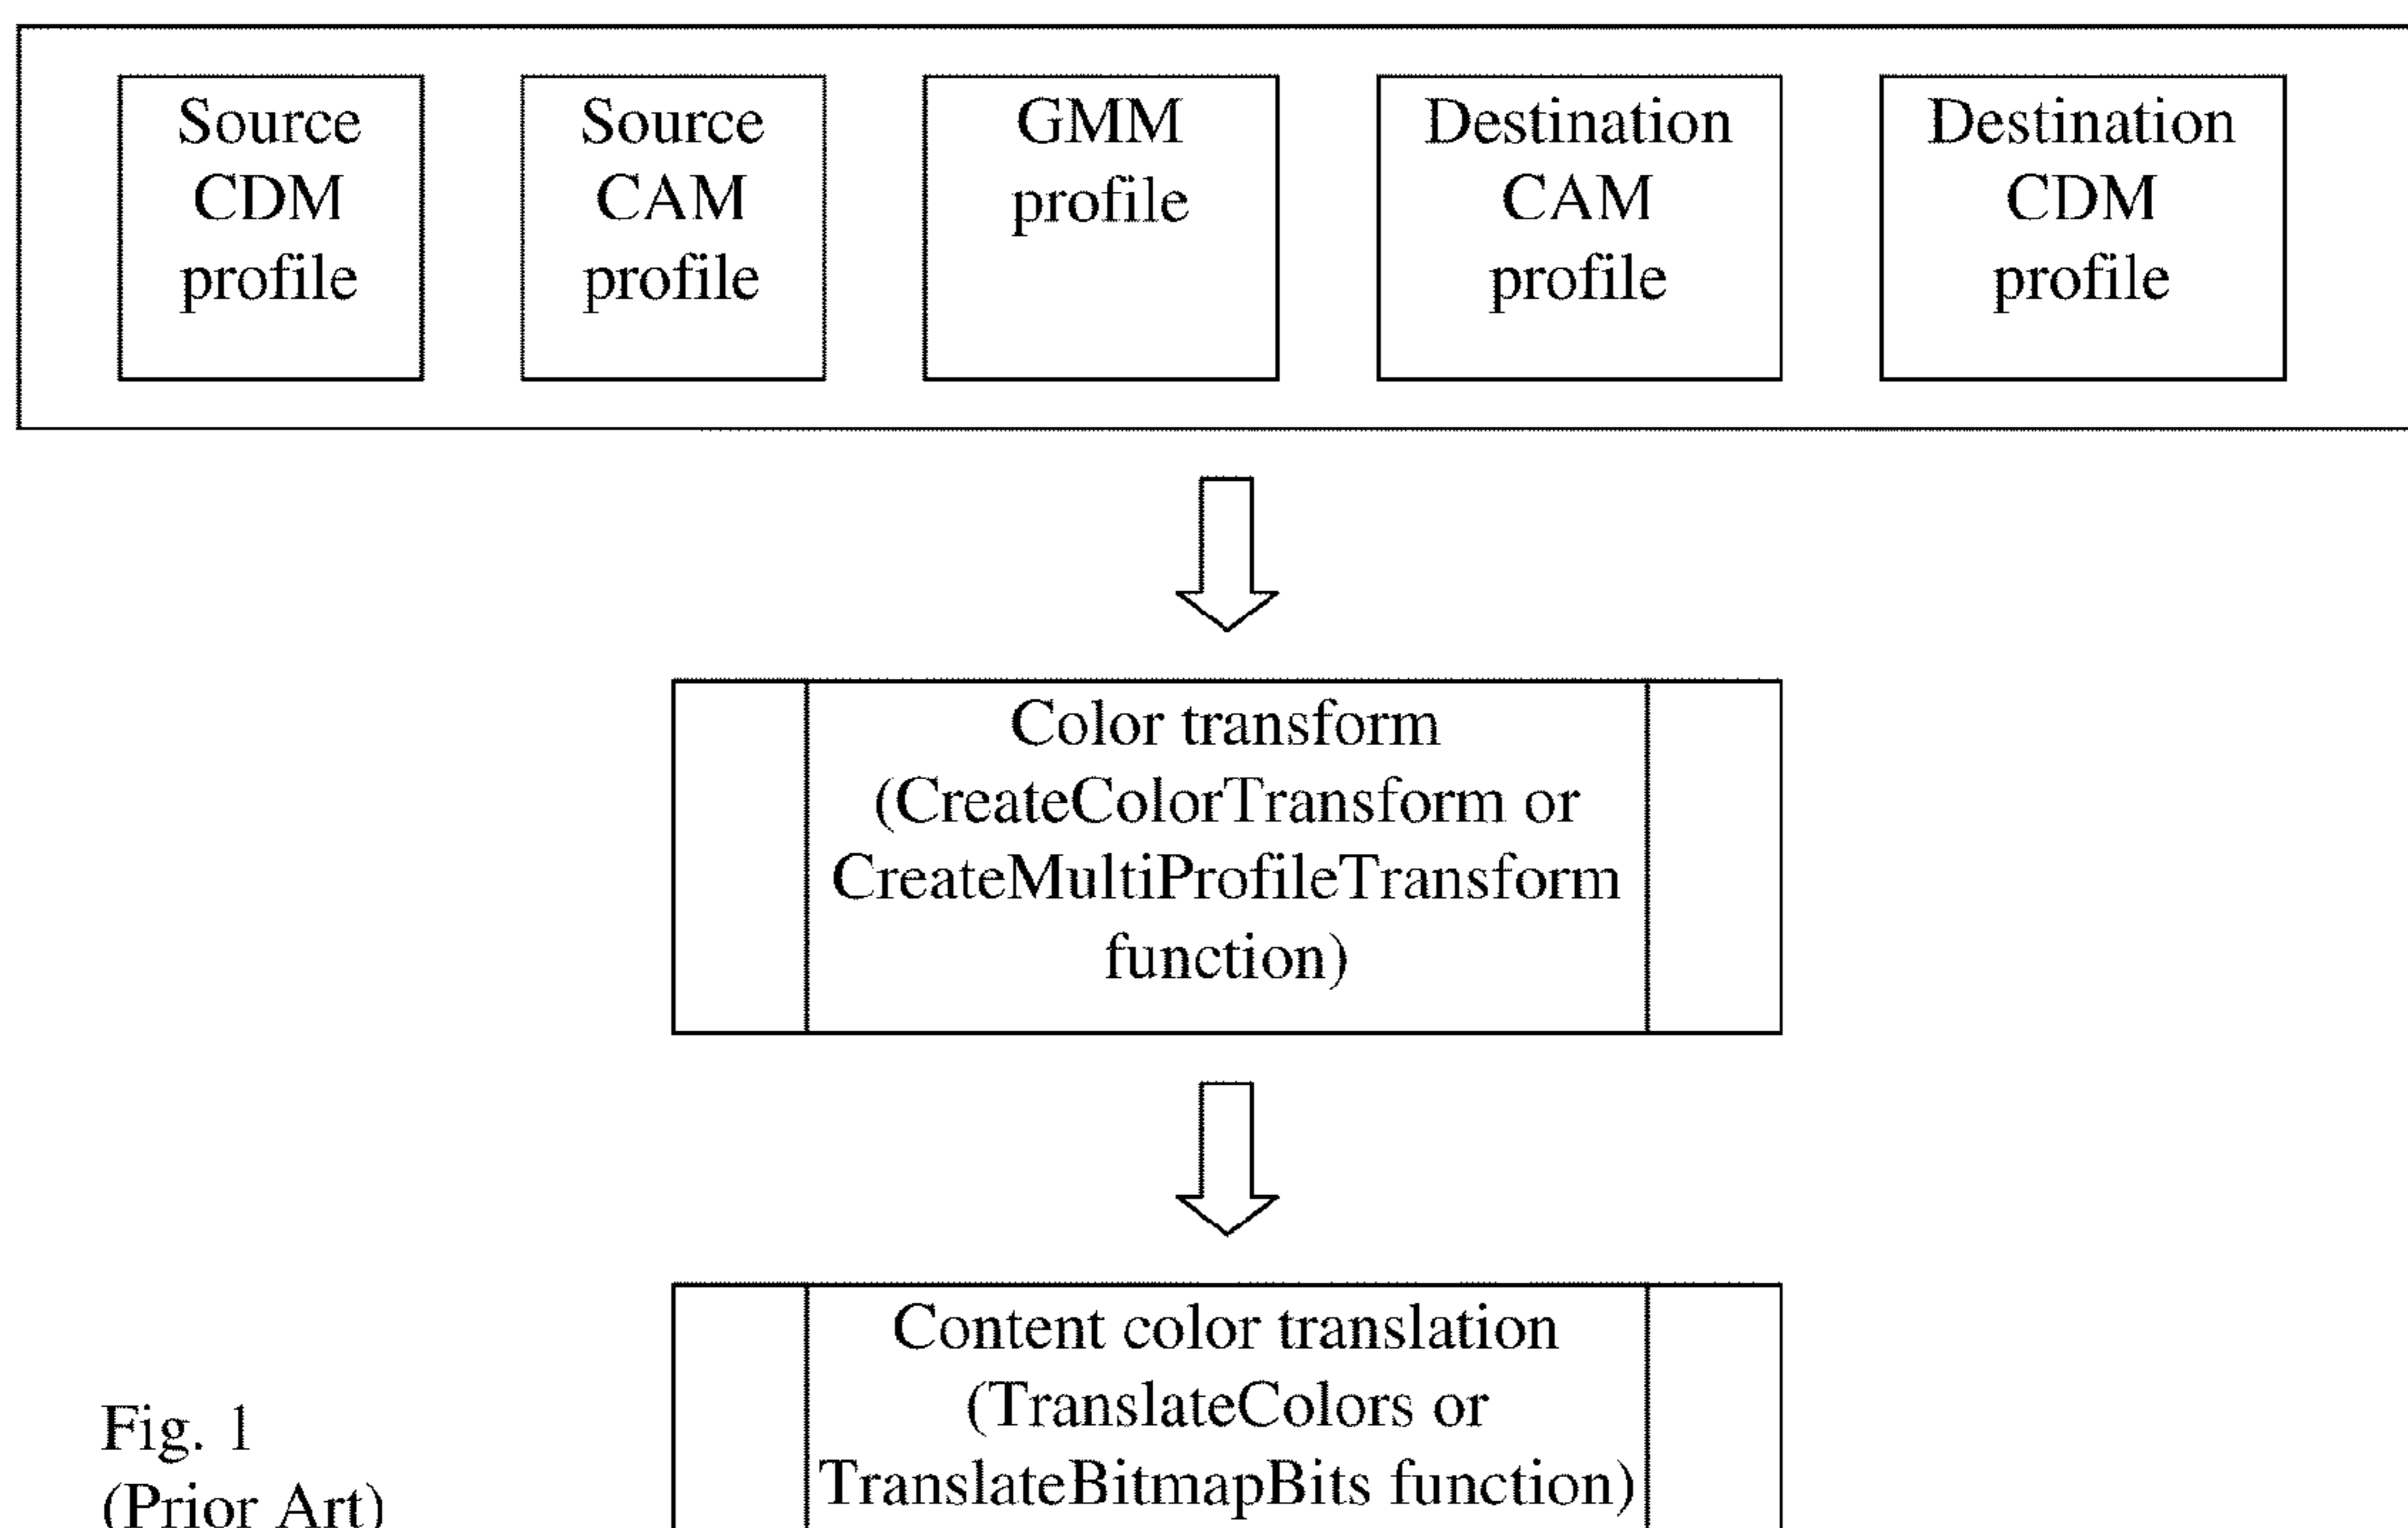 Source
CDM
profile
Source
CAM
profile
GMM
profile
Destination
CAM
profile
Destination
CDM
profile
Color transform
(CreateColorTransform or
CreateMultiProfileTransform
function)
Content color translation
(TranslateColors or
TranslateBitmapBits function)
Fig. 1
(Prior Art)